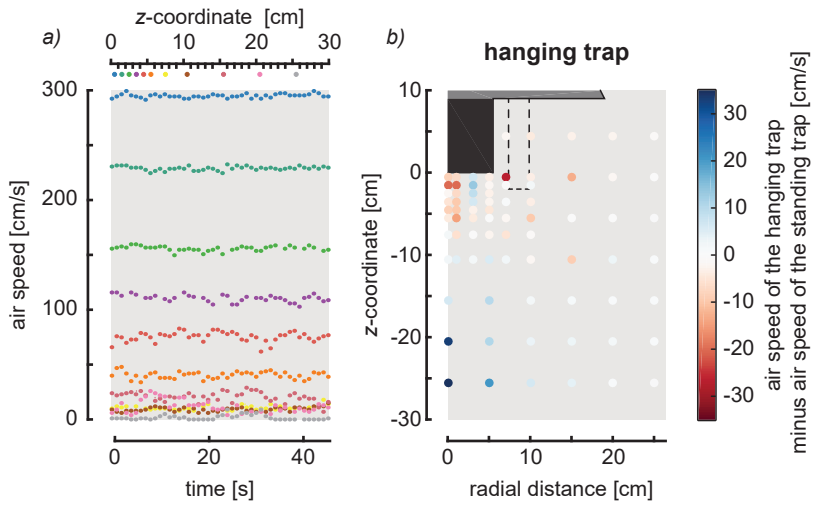 a)
z-coordinate [cm]
0 10 20 30
300
200
100
0
air speed [cm/s]
0 20 40
time [s]
b)
hanging trap
10
0
-10
-20
-30
z-coordinate [cm]
0 10 20
radial distance [cm]
30
20
10
0
-10
-20
-30
air speed of the hanging trap
minus air speed of the standing trap [cm/s]